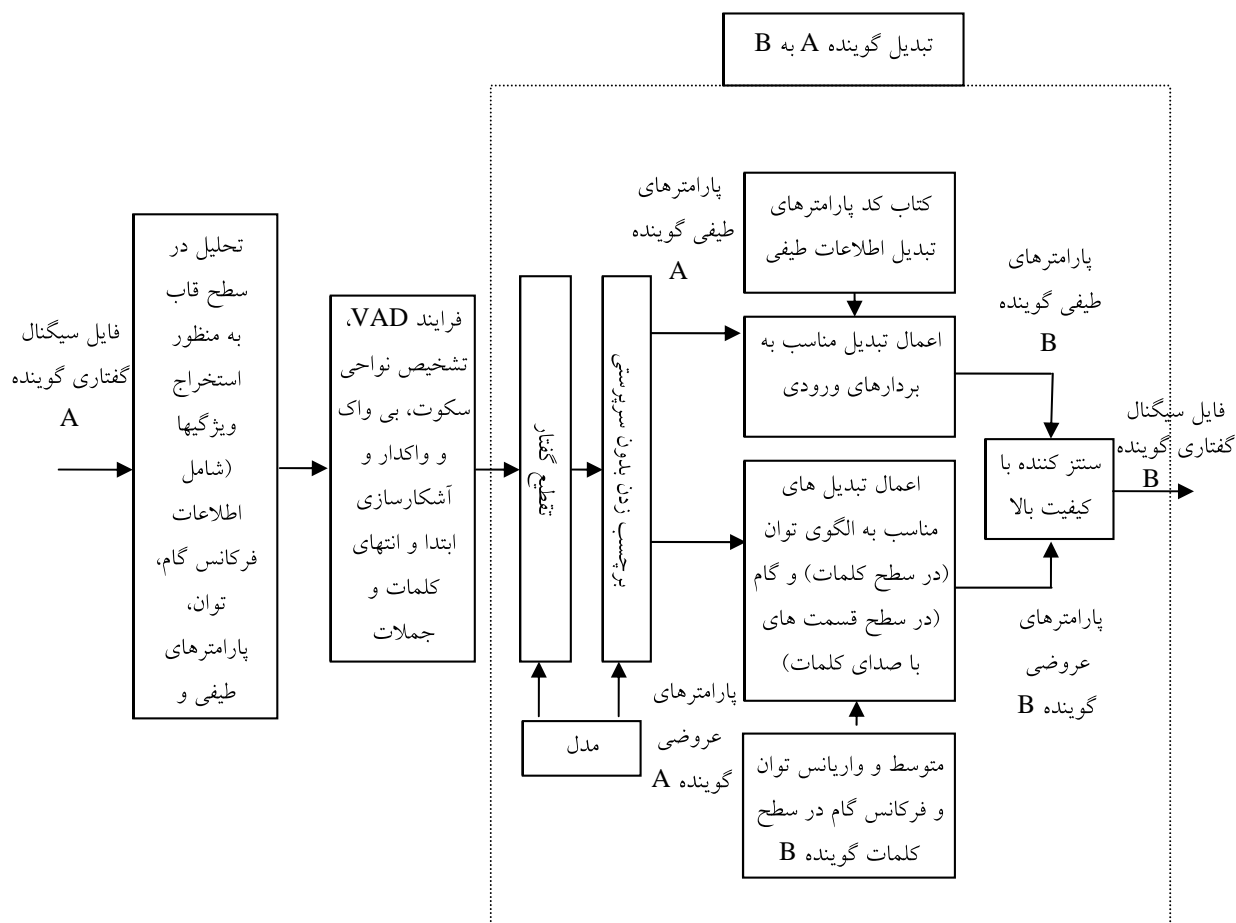 تبدیل گوینده A به B
فایل سیگنال
گفتاری گوینده
A
تحلیل در
سطح قاب
به منظور
استخراج
ویژگیها
(شامل
اطلاعات
فرکانس گام،
توان،
پارامترهای
طیفی و
فرایند VAD،
تشخیص نواحی
سکوت، بی واک
و واکدار و
آشکارسازی
ابتدا و انتهای
کلمات و
جملات
تقطیع گفتار
برچسب زدن بدون سرپرستی
مدل
پارامترهای
طیفی گوینده
A
کتاب کد پارامترهای
تبدیل اطلاعات طیفی
اعمال تبدیل مناسب به
بردارهای ورودی
پارامترهای
طیفی گوینده
B
اعمال تبدیل های
مناسب به الگوی توان
(در سطح کلمات) و گام
(در سطح قسمت های
با صدای کلمات)
پارامترهای
عروضی
گوینده A
متوسط و واریانس توان
و فرکانس گام در سطح
کلمات گوینده B
پارامترهای
عروضی
گوینده B
سنتز کننده با
کیفیت بالا
فایل سیگنال
گفتاری گوینده
B